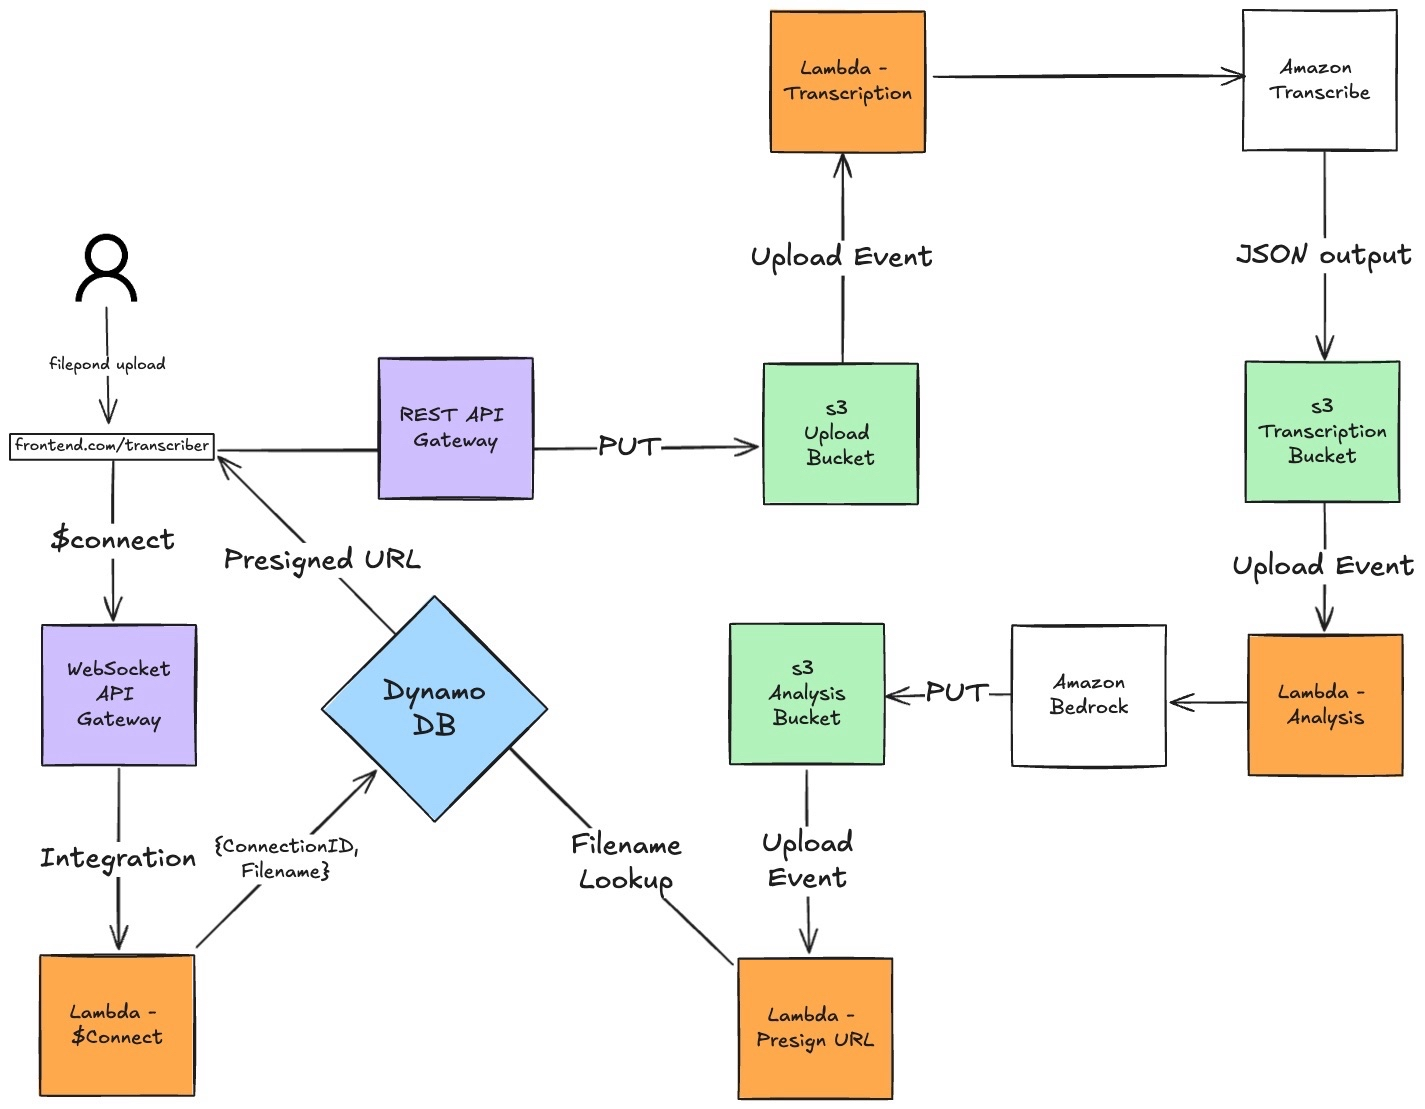 Lambda -
Transcription
Amazon
Transcribe
Upload Event
JSON output
filepond upload
frontend.com/transcriber
REST API
Gateway
PUT
s3
Upload
Bucket
s3
Transcription
Bucket
$connect
Presigned URL
Upload Event
WebSocket
API
Gateway
Dynamo
DB
s3
Analysis
Bucket
PUT
Amazon
Bedrock
Lambda -
Analysis
Integration
{ConnectionID,
Filename}
Filename
Lookup
Upload
Event
Lambda -
$Connect
Lambda -
Presign URL